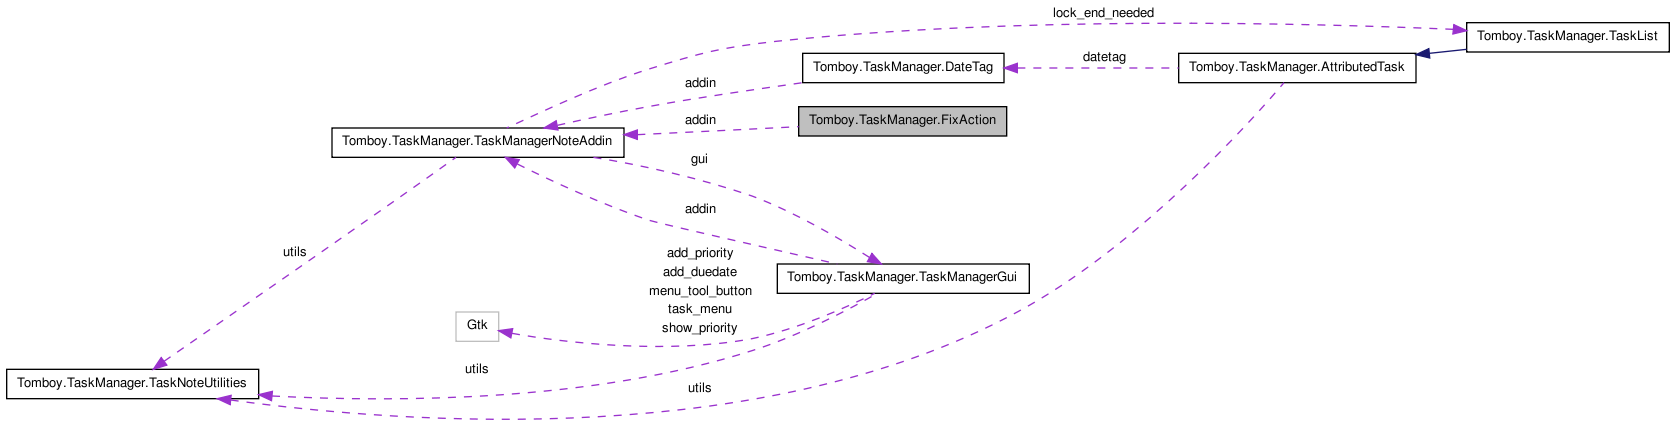 lock_end_needed
Tomboy.TaskManager.TaskList
datetag
Tomboy.TaskManager.DateTag
Tomboy.TaskManager.AttributedTask
addin
addin
Tomboy.TaskManager.FixAction
Tomboy.TaskManager.TaskManagerNoteAddin
gui
addin
utils
add_priority
add_duedate
menu_tool_button
task_menu
show_priority
Tomboy.TaskManager.TaskManagerGui
Gtk
utils
Tomboy.TaskManager.TaskNoteUtilities
utils